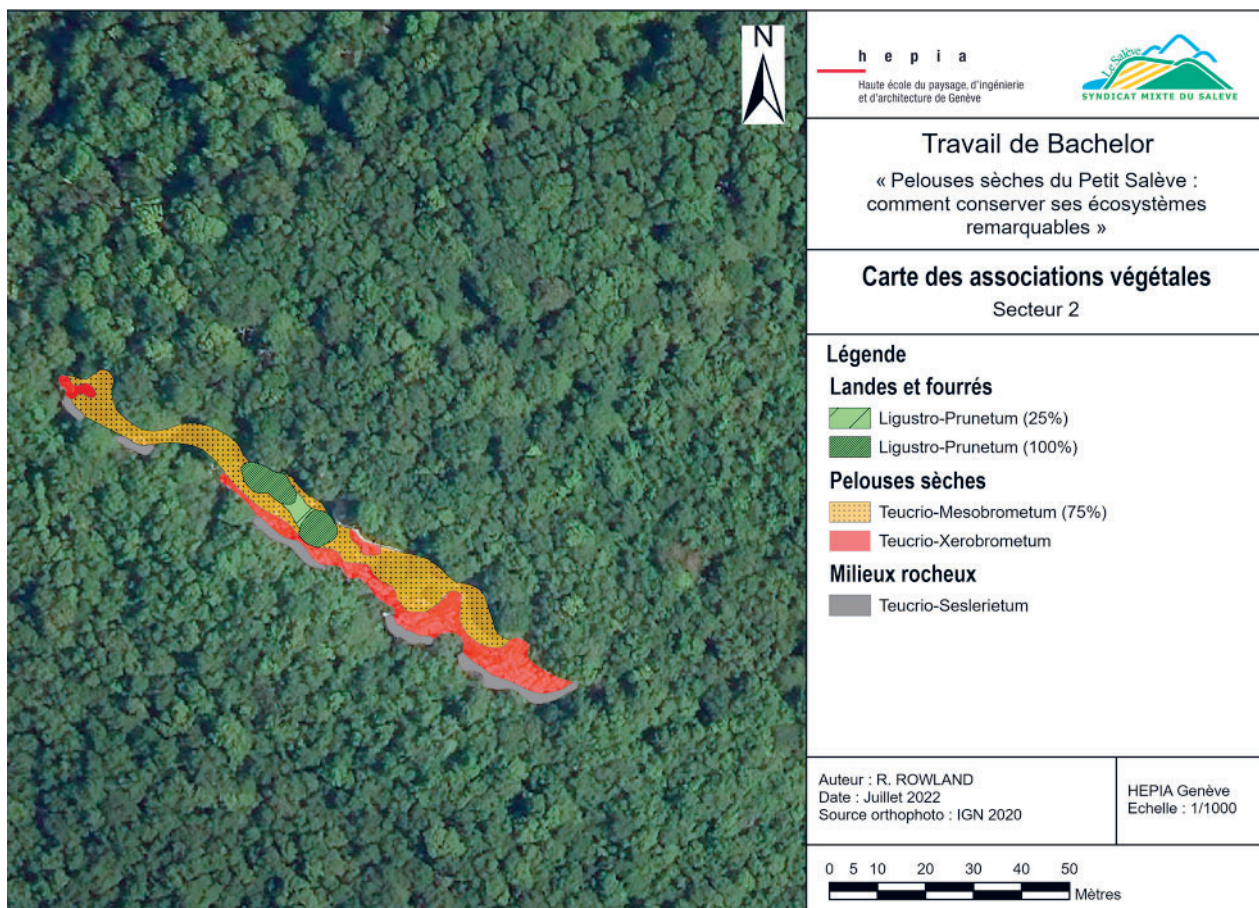 N
h e p i a
Haute école du paysage, d'ingénierie
et d'architecture de Genève
Le Salève
SYNDICAT MIXTE DU SALÈVE
Travail de Bachelor
« Pelouses sèches du Petit Salève :
comment conserver ses écosystèmes
remarquables »
Carte des associations végétales
Secteur 2
Légende
Landes et fourrés
Ligustro-Prunetum (25%)
Ligustro-Prunetum (100%)
Pelouses sèches
Teucrio-Mesobrometum (75%)
Teucrio-Xerobrometum
Milieux rocheux
Teucrio-Seslerietum
Auteur : R. ROWLAND
Date : Juillet 2022
Source orthophoto : IGN 2020
HEPIA Genève
Echelle : 1/1000
0 5 10 20 30 40 50
Mètres